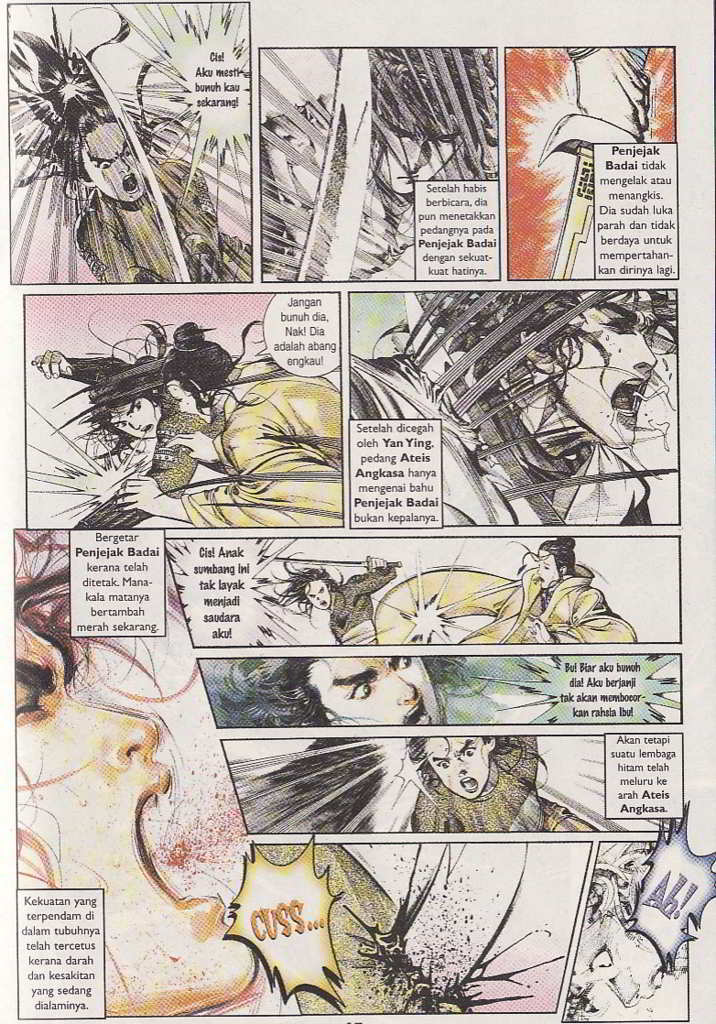 Cis!
Aku mesti
bunuh kau
sekarang!
Setelah habis
berbicara, dia
pun menetakkan
pedangnya pada
Penjejak Badai
dengan sekuat-
kuat hatinya.
Penjejak
Badai tidak
mengelak atau
menangkis.
Dia sudah luka
parah dan tidak
berdaya untuk
mempertahan-
kan dirinya lagi.
Jangan
bunuh dia,
Nak! Dia
adalah abang
engkau!
Setelah dicegah
oleh Yan Ying,
pedang Ateis
Angkasa hanya
mengenai bahu
Penjejak Badai
bukan kepalanya.
Bergetar
Penjejak Badai
kerana telah
ditetak. Mana-
kala matanya
bertambah
merah sekarang.
Cis! Anak
sumbang ini
tak layak
menjadi
saudara
aku!
Bu! Biar aku bunuh
dia! Aku berjanji
tak akan membocor-
kan rahsia Ibu!
Akan tetapi
suatu lembaga
hitam telah
meluru ke
arah Ateis
Angkasa.
Kekuatan yang
terpendam di
dalam tubuhnya
telah tercetus
kerana darah
dan kesakitan
yang sedang
dialaminya.
CUSS...
Ah!